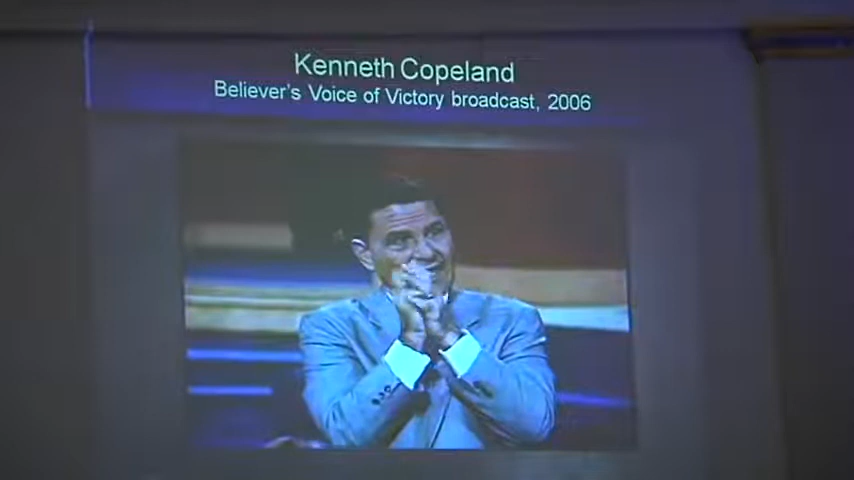 Kenneth Copeland
Believer's Voice of Victory broadcast, 2006